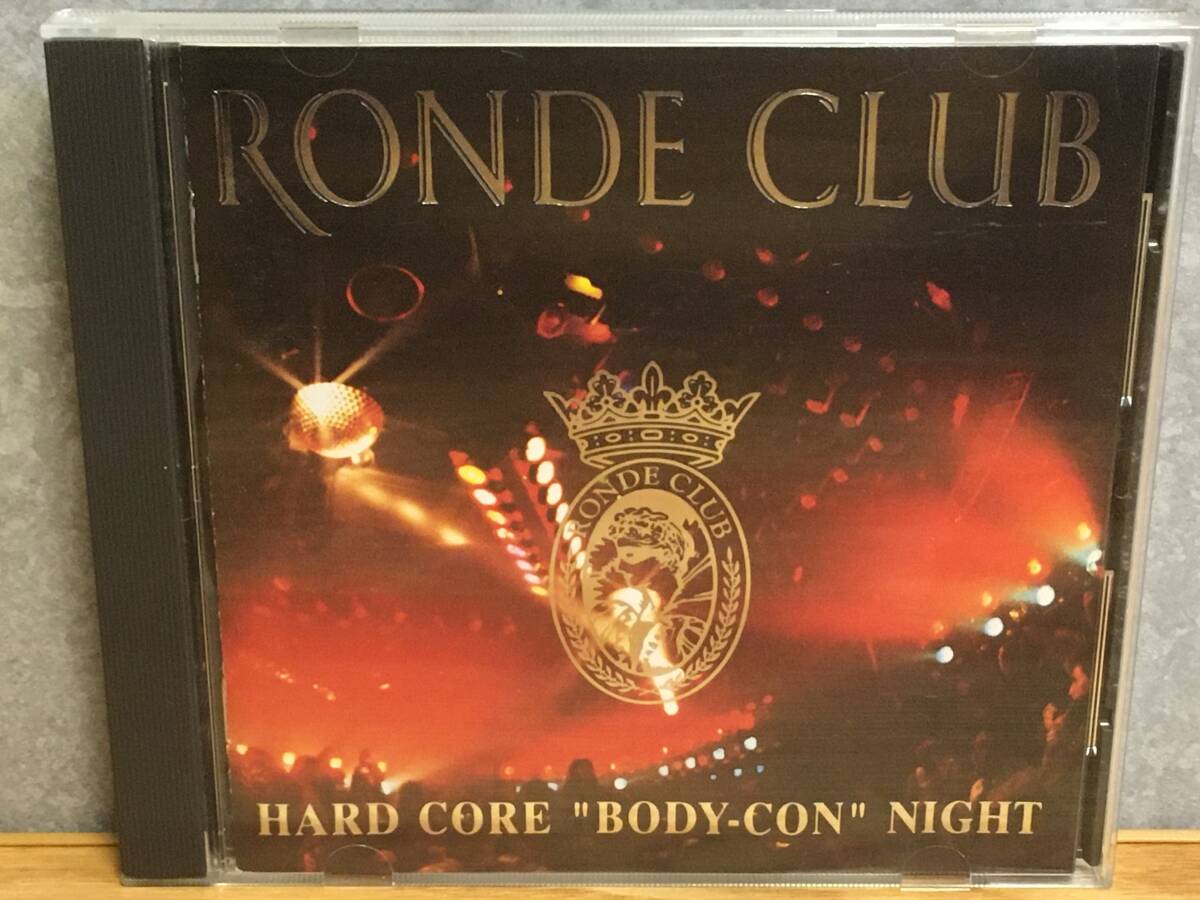 RONDE CLUB
RONDE CLUB
HARD CORE "BODY-CON" NIGHT